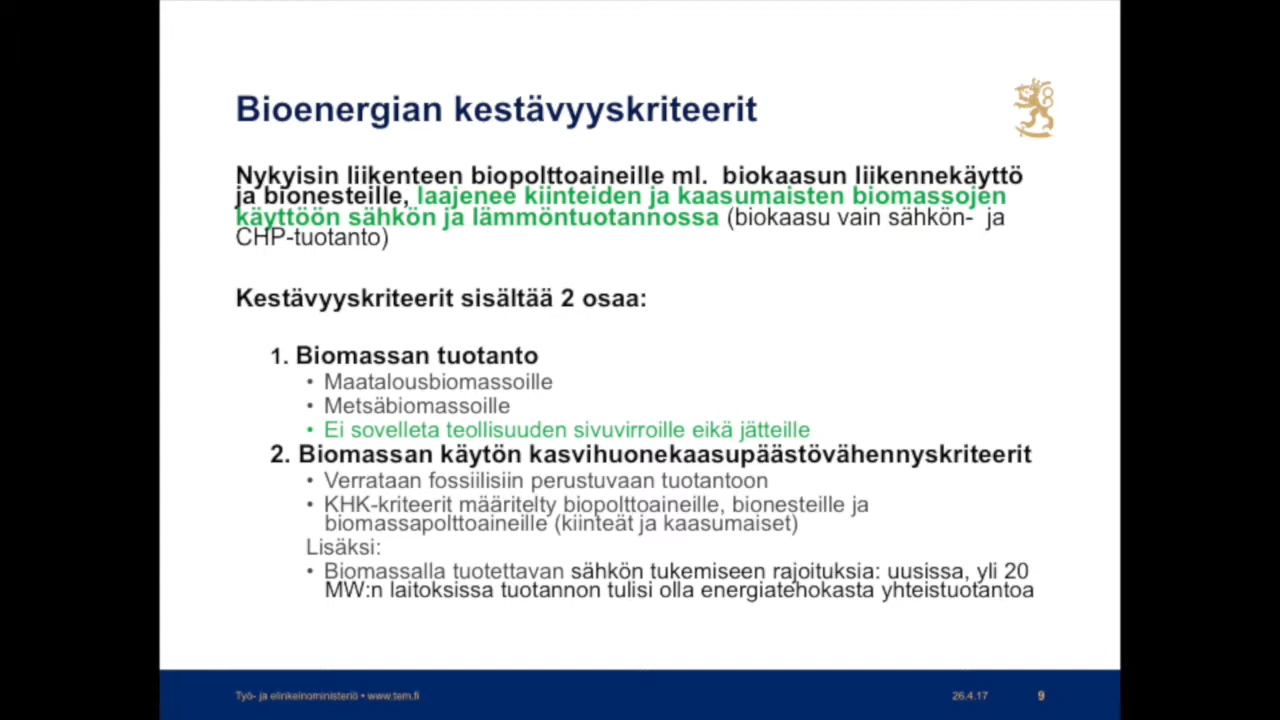 Bioenergian kestävyyskriteerit
Nykyisin liikenteen biopolttoaineille ml. biokaasun liikennekäyttö
ja bionesteille, laajenee kiinteiden ja kaasumaisten biomassojen
käyttöön sähkön ja lämmöntuotannossa (biokaasu vain sähkön- ja
CHP-tuotanto)
Kestävyyskriteerit sisältää 2 osaa:
1. Biomassan tuotanto
• Maatalousbiomassoille
• Metsäbiomassoille
• Ei sovelleta teollisuuden sivuvirroille eikä jätteille
2. Biomassan käytön kasvihuonekaasupäästövähennyskriteerit
• Verrataan fossiilisiin perustuvaan tuotantoon
• KHK-kriteerit määritelty biopolttoaineille, bionesteille ja
biomassapolttoaineille (kiinteät ja kaasumaiset)
Lisäksi:
• Biomassalla tuotettavan sähkön tukemiseen rajoituksia: uusissa, yli 20
MW:n laitoksissa tuotannon tulisi olla energiatehokasta yhteistuotantoa
Työ- ja elinkeinoministeriö • www.tem.fi
26.4.17
9